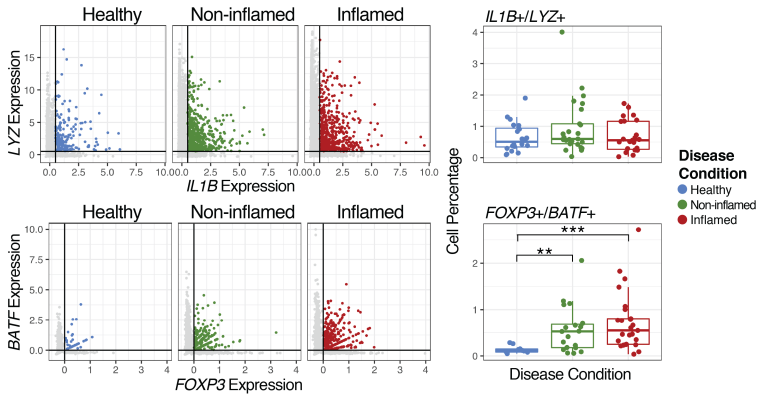 Healthy Non-inflamed Inflamed
LYZ Expression
15
10
5
0
0.0 2.5 5.0 7.5 10.0
0.0 2.5 5.0 7.5 10.0
0.0 2.5 5.0 7.5 10.0
IL1B Expression
Healthy Non-inflamed Inflamed
BATF Expression
10.0
7.5
5.0
2.5
0.0
0 1 2 3 4
0 1 2 3 4
0 1 2 3 4
FOXP3 Expression
Cell Percentage
IL1B+/LYZ+
4
3
2
1
0
FOXP3+/BATF+
***
**
2
1
0
Disease Condition
Disease
Condition
Healthy
Non-inflamed
Inflamed